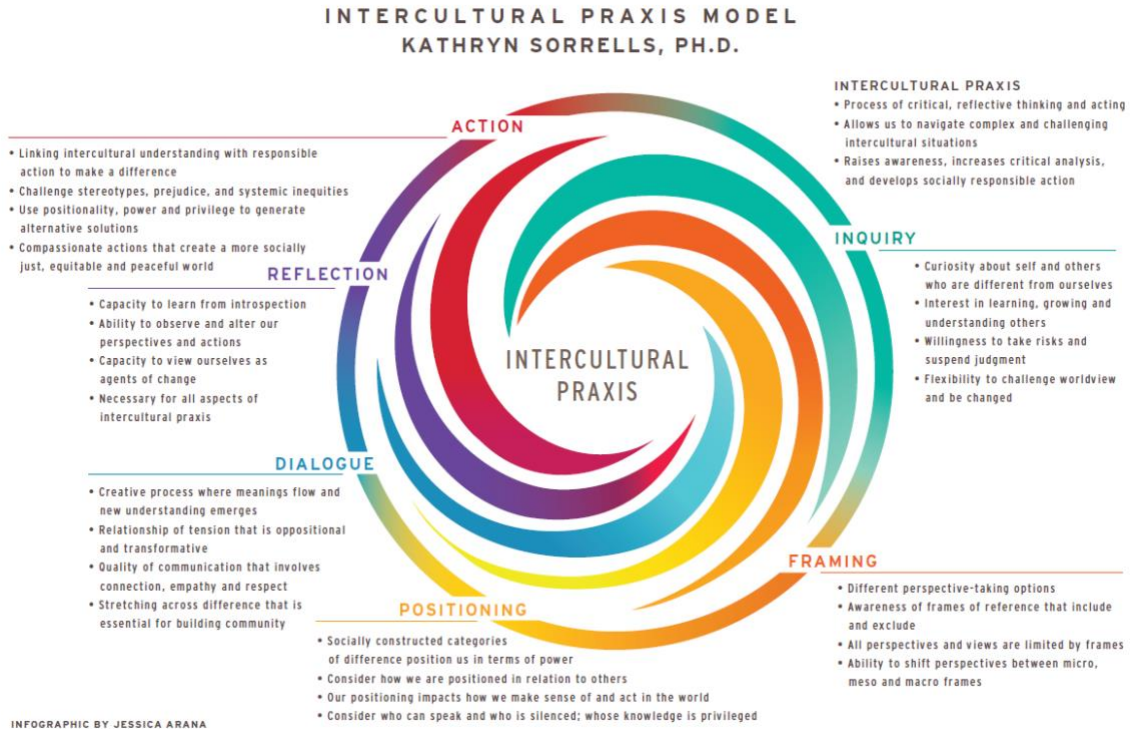 INTERCULTURAL PRAXIS MODEL
KATHRYN SORRELLS, PH.D.
INTERCULTURAL PRAXIS
• Process of critical, reflective thinking and acting
• Allows us to navigate complex and challenging
intercultural situations
• Raises awareness, increases critical analysis,
and develops socially responsible action
INQUIRY
• Curiosity about self and others
who are different from ourselves
• Interest in learning, growing and
understanding others
• Willingness to take risks and
suspend judgment
• Flexibility to challenge worldview
and be changed
FRAMING
• Different perspective-taking options
• Awareness of frames of reference that include
and exclude
• All perspectives and views are limited by frames
• Ability to shift perspectives between micro,
meso and macro frames
POSITIONING
• Socially constructed categories
of difference position us in terms of power
• Consider how we are positioned in relation to others
• Our positioning impacts how we make sense of and act in the world
• Consider who can speak and who is silenced; whose knowledge is privileged
DIALOGUE
• Creative process where meanings flow and
new understanding emerges
• Relationship of tension that is oppositional
and transformative
• Quality of communication that involves
connection, empathy and respect
• Stretching across difference that is
essential for building community
REFLECTION
• Capacity to learn from introspection
• Ability to observe and alter our
perspectives and actions
• Capacity to view ourselves as
agents of change
• Necessary for all aspects of
intercultural praxis
ACTION
• Linking intercultural understanding with responsible
action to make a difference
• Challenge stereotypes, prejudice, and systemic inequities
• Use positionality, power and privilege to generate
alternative solutions
• Compassionate actions that create a more socially
just, equitable and peaceful world
INTERCULTURAL
PRAXIS
INFOGRAPHIC BY JESSICA ARANA